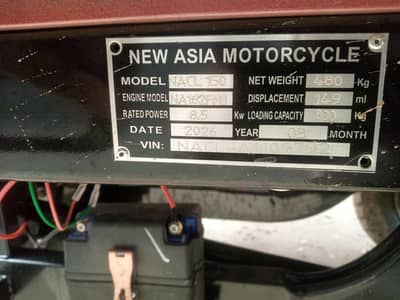 NEW ASIA MOTORCYCLE
MODEL NACL 150 NET WEIGHT 480 Kg
ENGINE MODEL DISPLACEMENT 149 ml
RATED POWER 8.5 Kw LOADING CAPACITY Kg
DATE 2026 YEAR 03 MONTH
VIN: